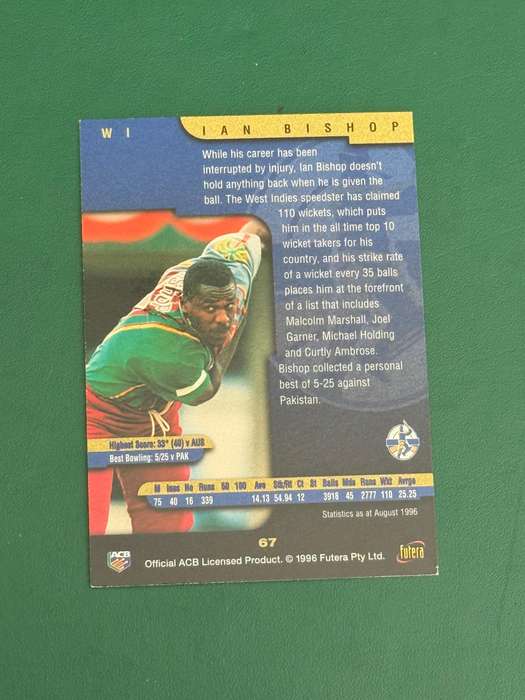 WI
IAN BISHOP
While his career has been
interrupted by injury, Ian Bishop doesn't
hold anything back when he is given the
ball. The West Indies speedster has claimed
110 wickets, which puts
him in the all time top 10
wicket takers for his
country, and his strike rate
of a wicket every 35 balls
places him at the forefront
of a list that includes
Malcolm Marshall, Joel
Garner, Michael Holding
and Curtly Ambrose.
Bishop collected a personal
best of 5-25 against
Pakistan.
Highest Score: 33* (40) v AUS
Best Bowling: 5/25 v PAK
M Inns No Runs 50 100 Ave Stk/Rt Ct St Balls Mds Runs Wkt Avrge
75 40 16 339 14.13 54.94 12 3918 45 2777 110 25.25
Statistics as at August 1996
67
ACB
Official ACB Licensed Product. © 1996 Futera Pty Ltd.
futera